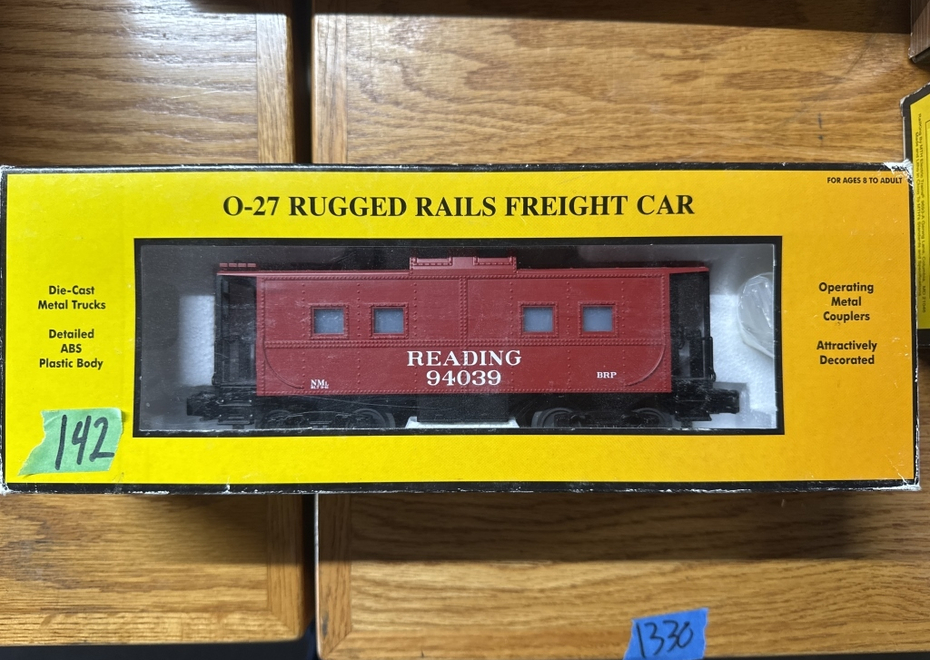 FOR AGES 8 TO ADULT
O-27 RUGGED RAILS FREIGHT CAR
Die-Cast
Metal Trucks
Detailed
ABS
Plastic Body
Operating
Metal
Couplers
Attractively
Decorated
READING
94039
BRP
142
1330